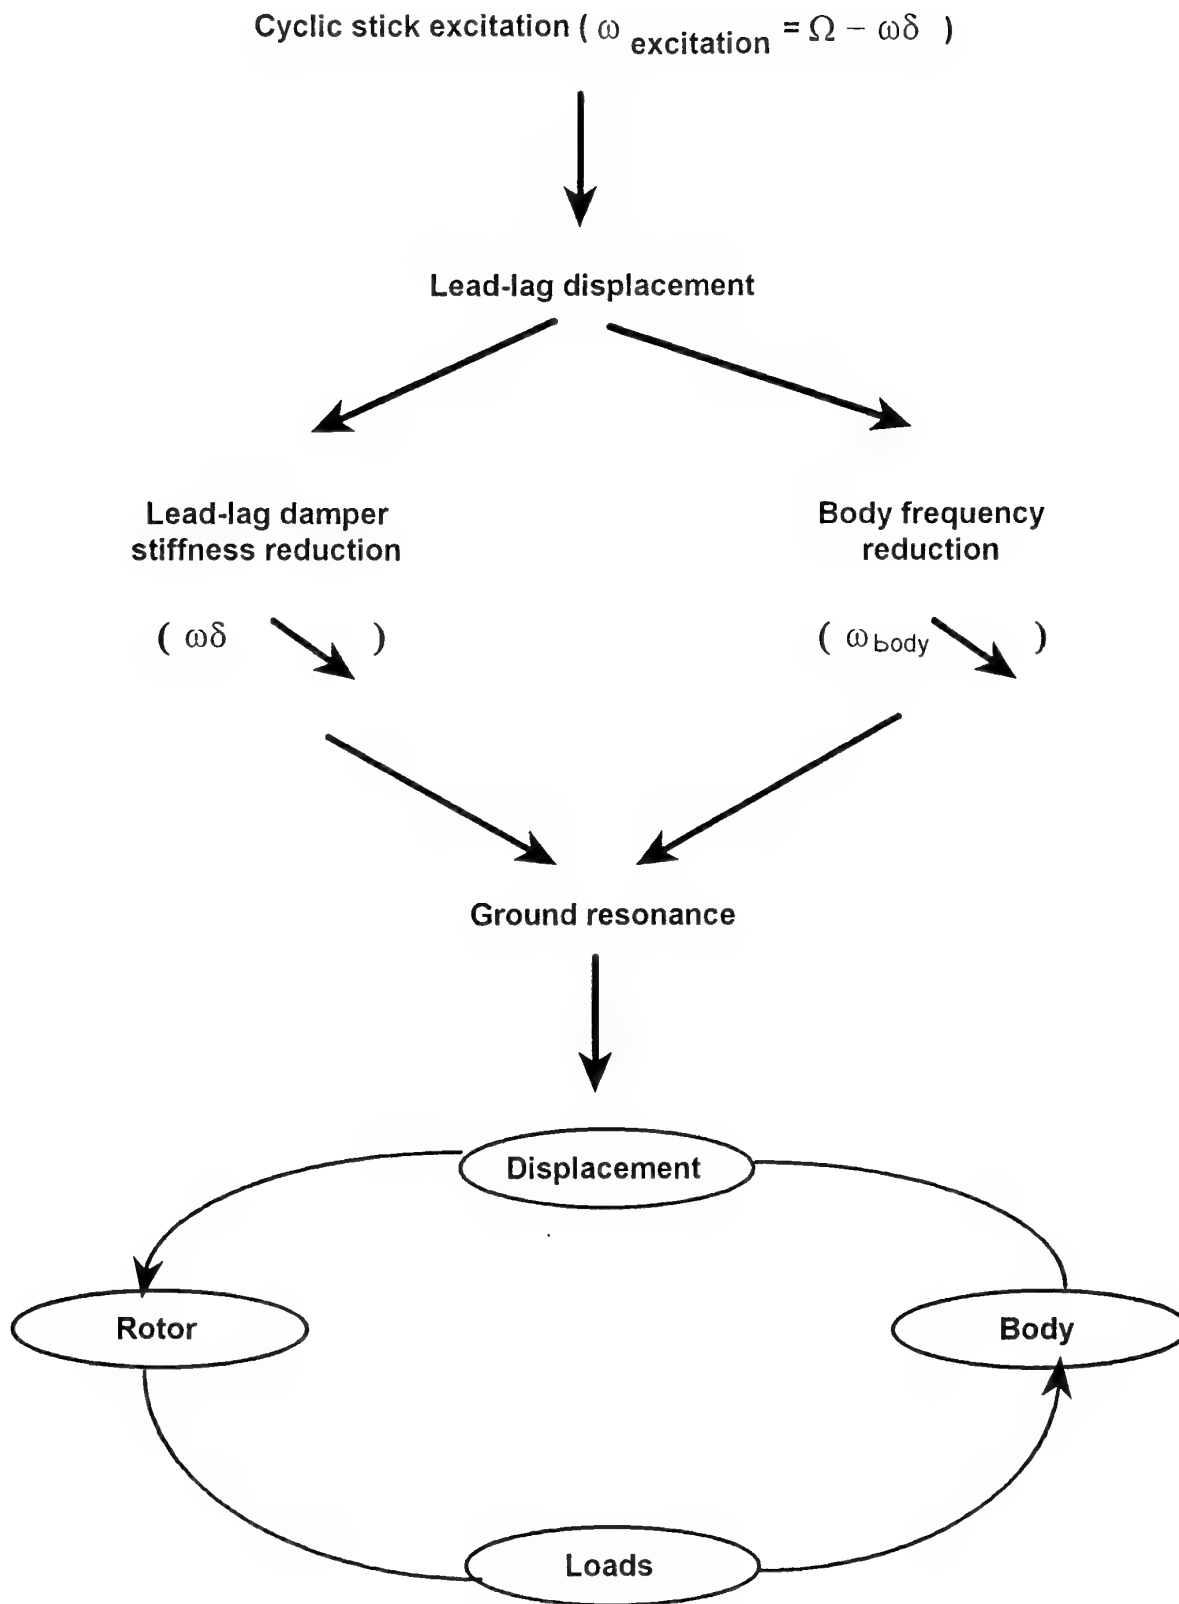 Cyclic stick excitation ( ω excitation = Ω − ωδ )
Lead-lag displacement
Lead-lag damper
stiffness reduction
Body frequency
reduction
( ωδ )
( ω body )
Ground resonance
Displacement
Rotor
Body
Loads